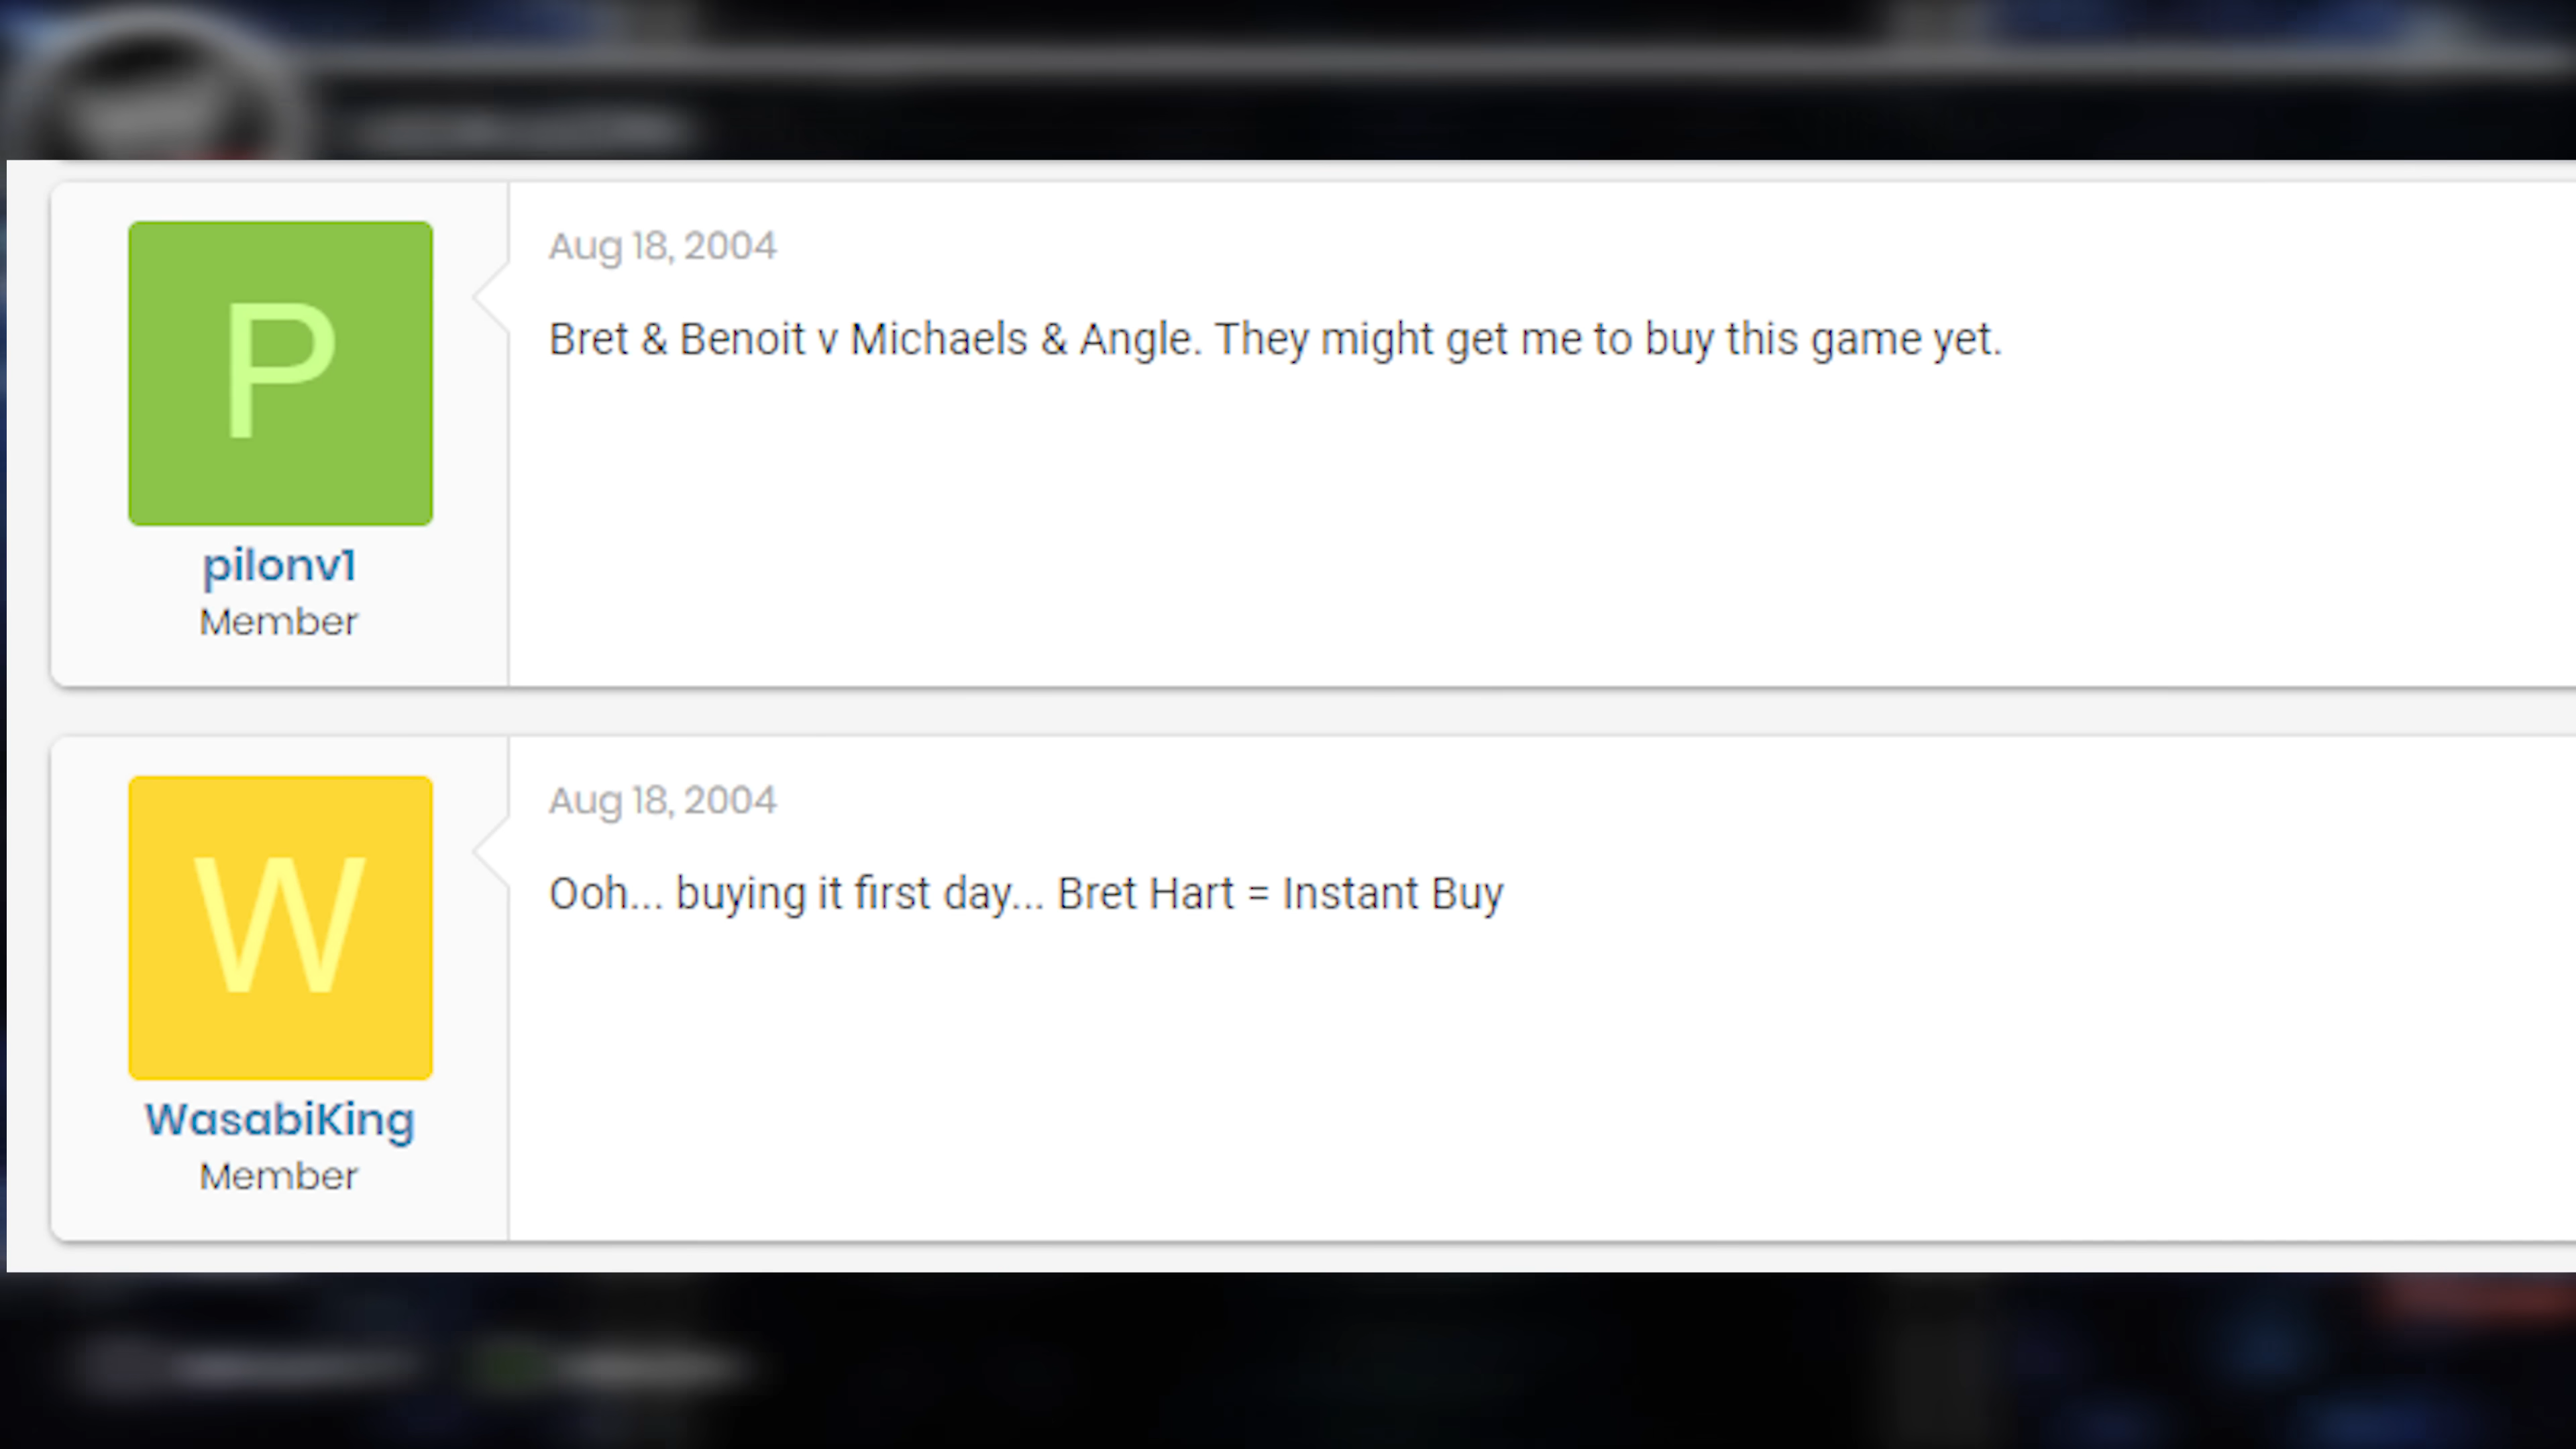 P
pilonv1
Member
Aug 18, 2004
Bret & Benoit v Michaels & Angle. They might get me to buy this game yet.
W
WasabiKing
Member
Aug 18, 2004
Ooh... buying it first day... Bret Hart = Instant Buy